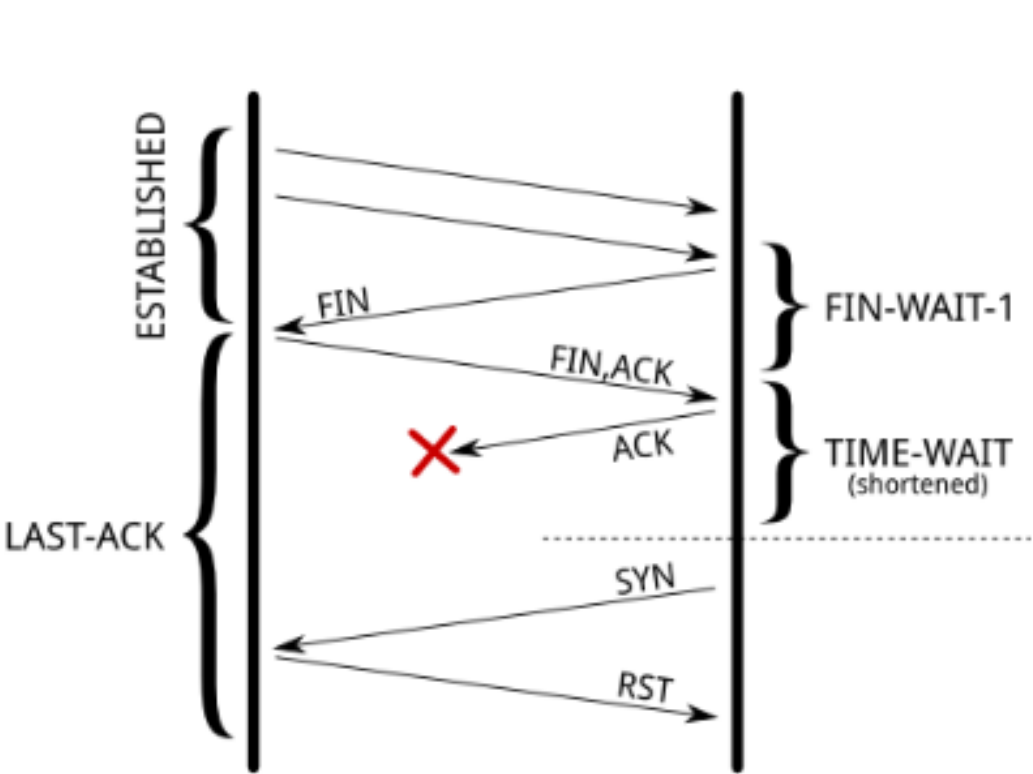 ESTABLISHED
FIN
FIN-WAIT-1
FIN,ACK
ACK
TIME-WAIT
(shortened)
LAST-ACK
SYN
RST